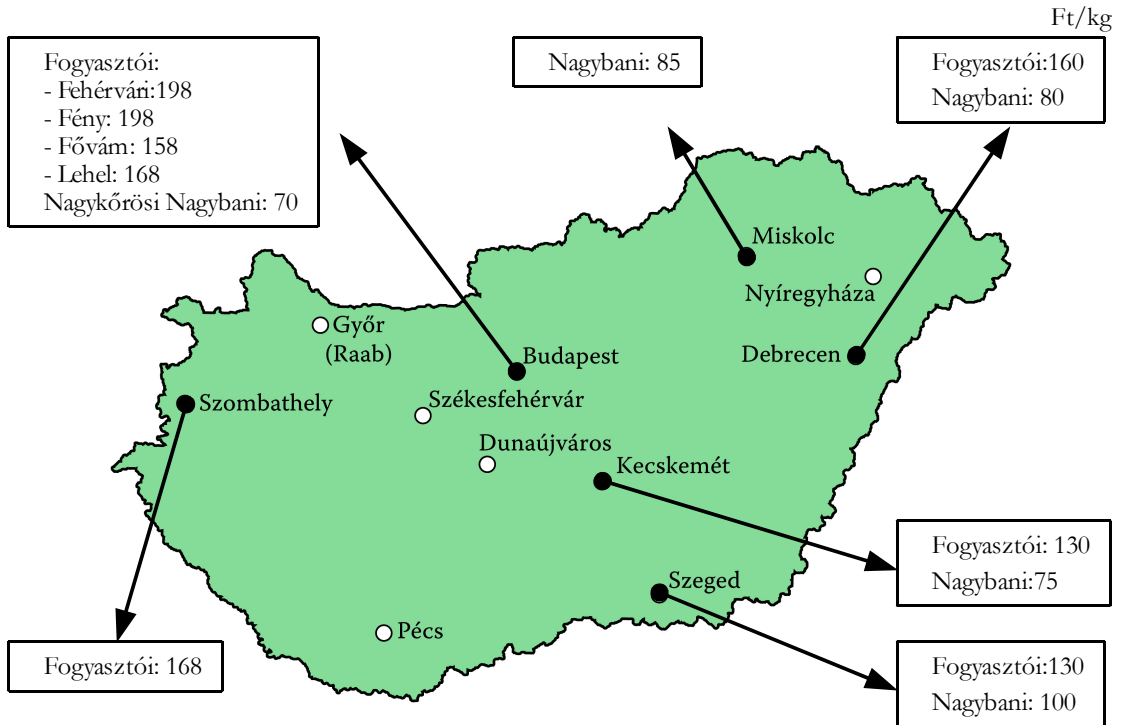 Ft/kg
Fogyasztói:
- Fehérvári:198
- Fény: 198
- Fővám: 158
- Lehel: 168
Nagykőrösi Nagybani: 70
Nagybani: 85
Fogyasztói:160
Nagybani: 80
Miskolc
Nyíregyháza
Győr
(Raab)
Budapest
Debrecen
Szombathely
Székesfehérvár
Dunaújváros
Kecskemét
Fogyasztói: 130
Nagybani:75
Szeged
Pécs
Fogyasztói: 168
Fogyasztói:130
Nagybani: 100